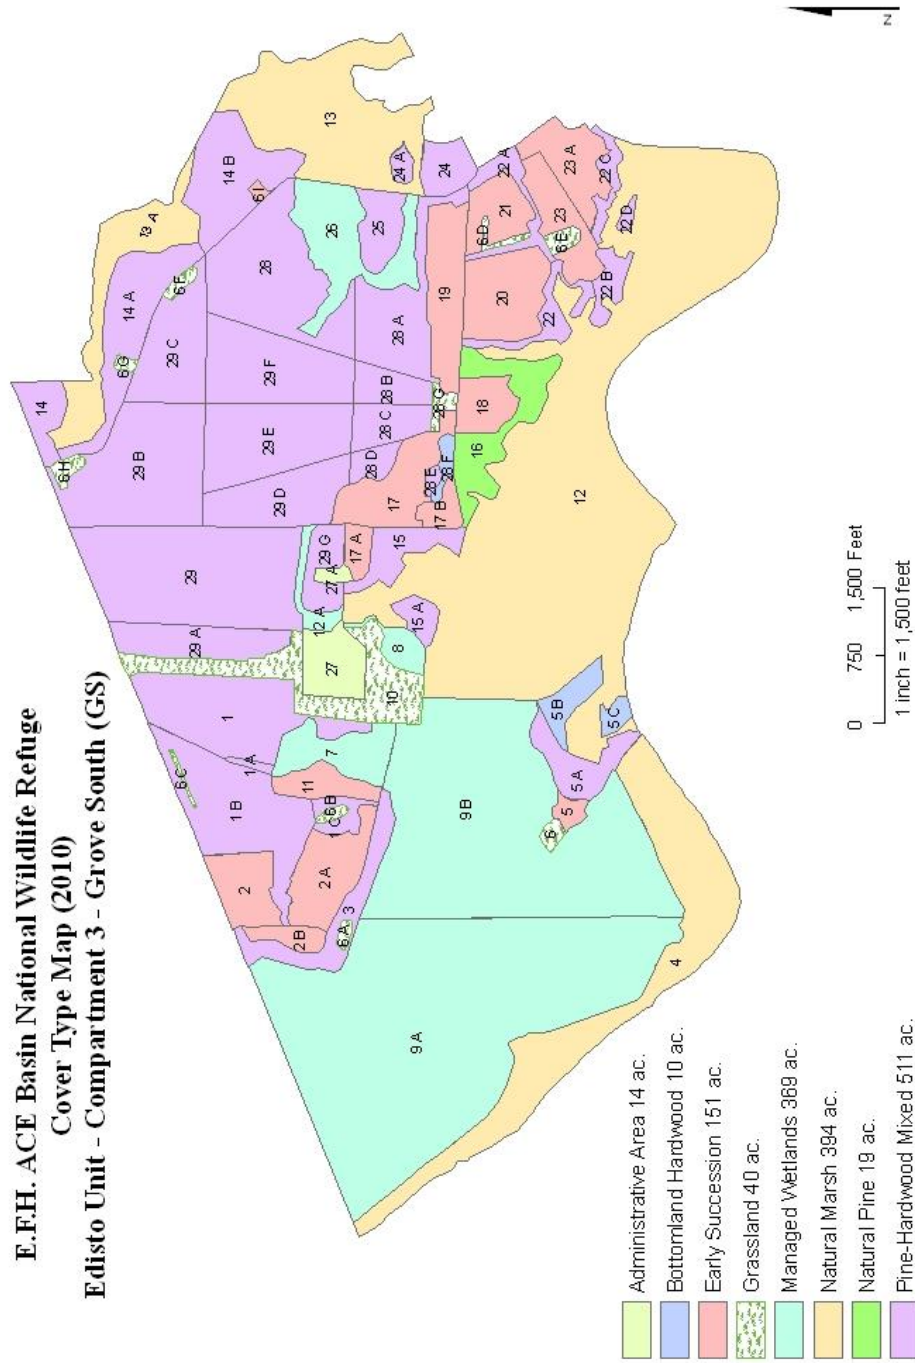 E.F.H. ACE Basin National Wildlife Refuge
Cover Type Map (2010)
Edisto Unit - Compartment 3 - Grove South (GS)
14
6 H
14 A
6 G
6 F
13 A
14 B
6 I
13
29 B
29 C
28
29
29 A
1
6 C
1 A
1 B
2
2 A
2 B
3
6 A
1 C
6 B
11
7
29 D
29 E
29 F
26
25
24 A
24
12 A
29 G
27 A
17 A
27
10
8
15
15 A
28 D
28 C
28 B
28 A
17
17 B
28 E
28 F
28 G
19
16
18
20
21
6 D
22 A
23
23 A
6 E
22
22 B
22 C
22 D
12
9 A
9 B
5 B
5 C
5 A
5
6
4
Administrative Area 14 ac.
Bottomland Hardwood 10 ac.
Early Succession 151 ac.
Grassland 40 ac.
Managed Wetlands 369 ac.
Natural Marsh 394 ac.
Natural Pine 19 ac.
Pine-Hardwood Mixed 511 ac.
0 750 1,500 Feet
1 inch = 1,500 feet
N